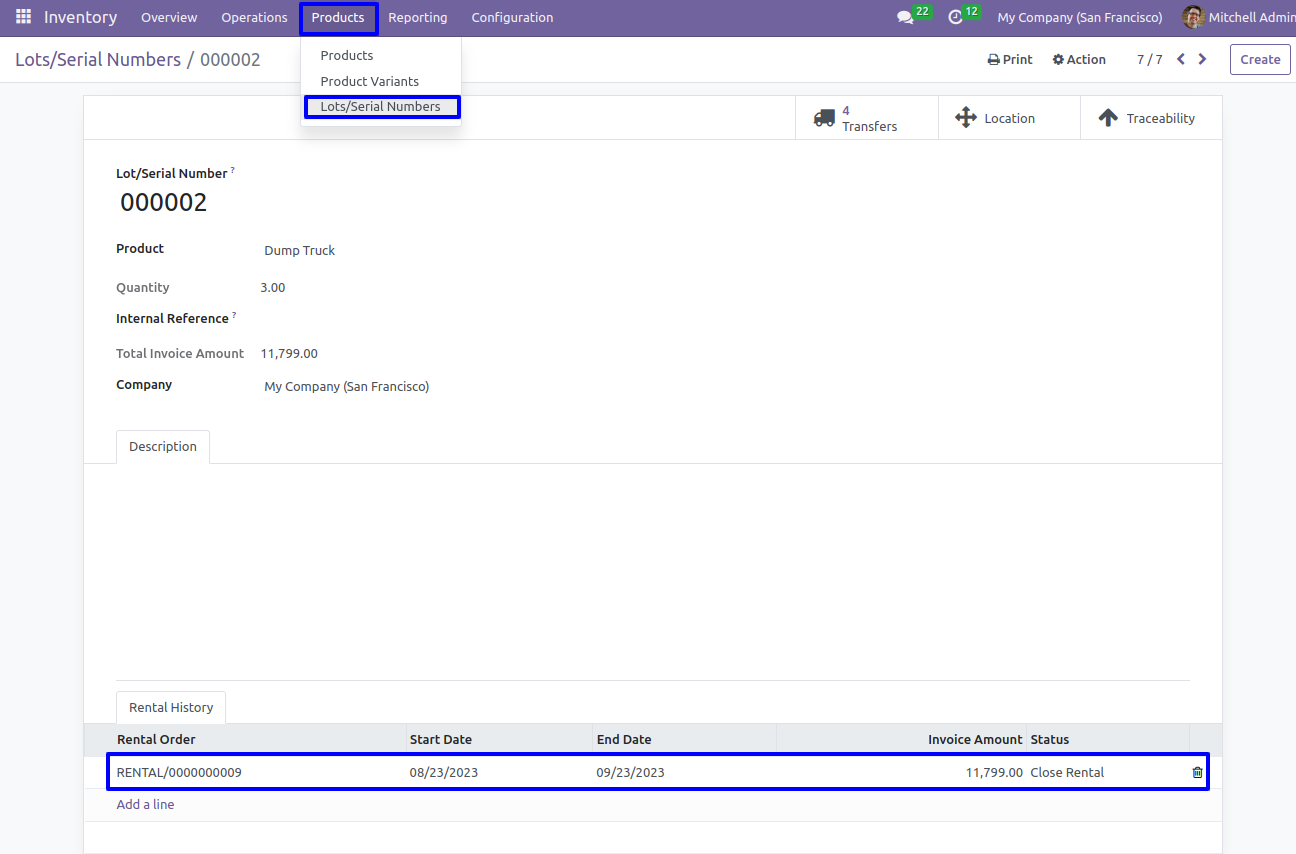 Inventory Overview Operations Products Reporting Configuration 22 12 My Company (San Francisco) Mitchell Admin
Lots/Serial Numbers / 000002 Print Action 7 / 7 Create
Products
Product Variants
Lots/Serial Numbers
4
Transfers Location Traceability
Lot/Serial Number ?
000002
Product Dump Truck
Quantity 3.00
Internal Reference ?
Total Invoice Amount 11,799.00
Company My Company (San Francisco)
Description
Rental History
Rental Order Start Date End Date Invoice Amount Status
RENTAL/0000000009 08/23/2023 09/23/2023 11,799.00 Close Rental
Add a line